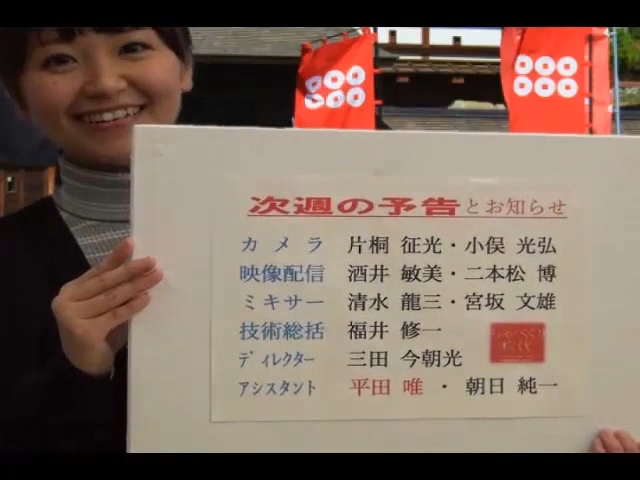 次週の予告とお知らせ
カメラ 片桐 征光・小俣 光弘
映像配信 酒井 敏美・二本松 博
ミキサー 清水 龍三・宮坂 文雄
技術総括 福井 修一
ディレクター 三田 今朝光
アシスタント 平田 唯 ・ 朝日 純一